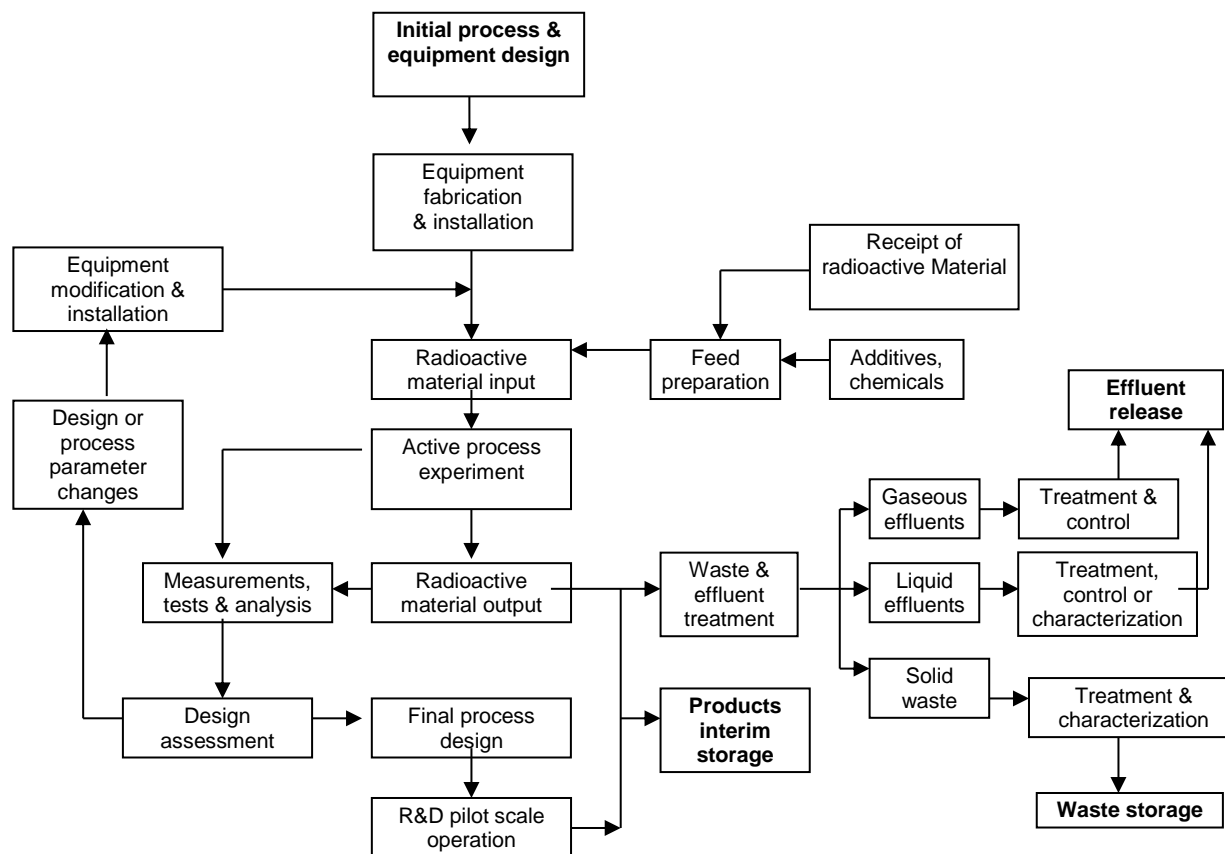 Initial process &
equipment design
Equipment
fabrication
& installation
Receipt of
radioactive Material
Equipment
modification &
installation
Radioactive
material input
Feed
preparation
Additives,
chemicals
Effluent
release
Design or
process
parameter
changes
Active process
experiment
Gaseous
effluents
Treatment &
control
Measurements,
tests & analysis
Radioactive
material output
Waste &
effluent
treatment
Liquid
effluents
Treatment,
control or
characterization
Solid
waste
Treatment &
characterization
Design
assessment
Final process
design
Products
interim
storage
R&D pilot scale
operation
Waste storage